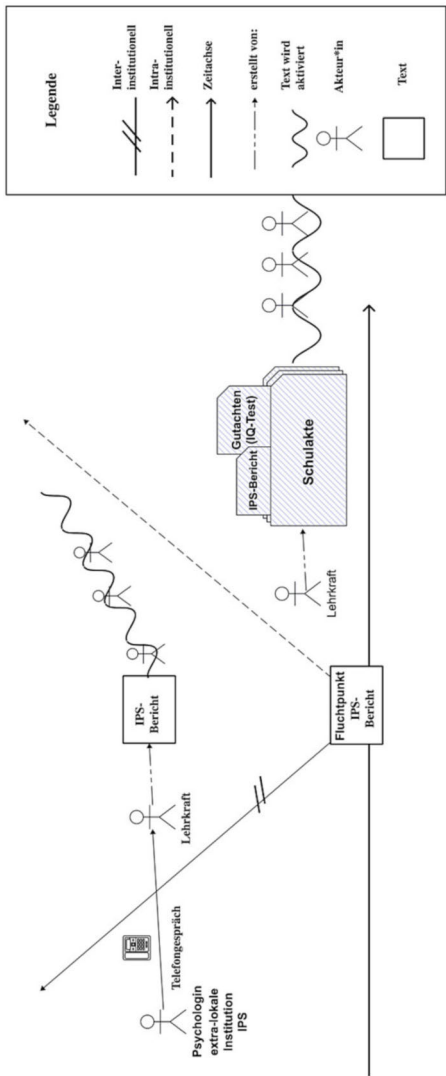 Psychologin
extra-lokale
Institution
IPS
Telefongespräch
Lehrkraft
IPS-
Bericht
Fluchtpunkt
IPS
Bericht
Lehrkraft
IPS-Bericht
Gutachten
(IQ-Test)
Schulakte
Legende
Inter-
institutionell
Intra-
institutionell
Zeitachse
erstellt von:
Text wird
aktiviert
Akteur*in
Text